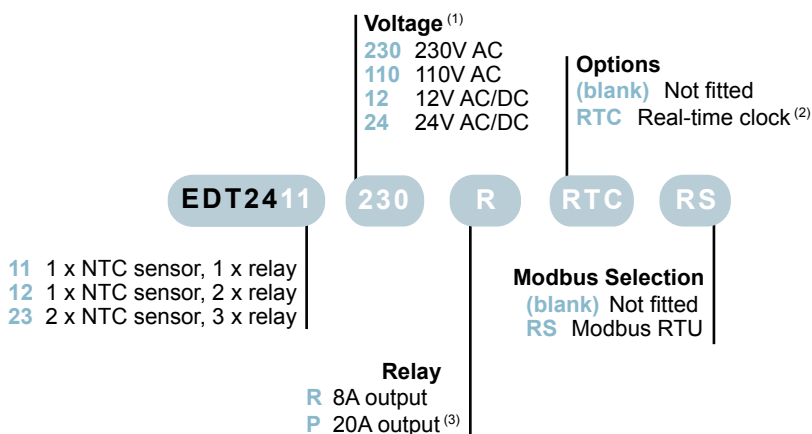 Voltage (1)
230 230V AC
110 110V AC
12 12V AC/DC
24 24V AC/DC
Options
(blank) Not fitted
RTC Real-time clock (2)
EDT2411 230 R RTC RS
11 1 x NTC sensor, 1 x relay
12 1 x NTC sensor, 2 x relay
23 2 x NTC sensor, 3 x relay
Modbus Selection
(blank) Not fitted
RS Modbus RTU
Relay
R 8A output
P 20A output (3)